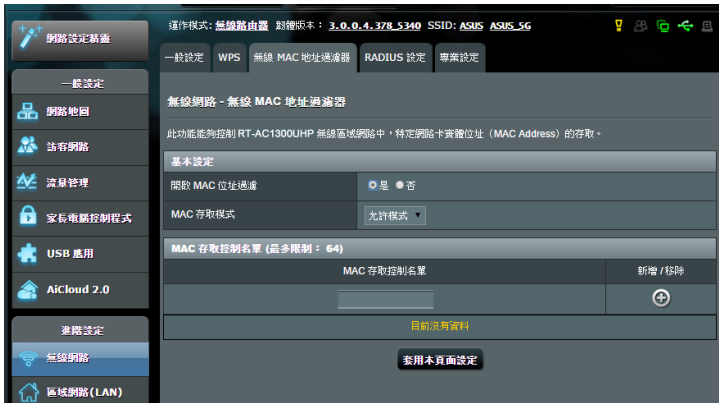 運作模式: 無線路由器 韌體版本： 3.0.0.4.378_5340 SSID: ASUS ASUS_5G
網路設定精靈
一般設定 WPS 無線 MAC 地址過濾器 RADIUS 設定 專業設定
一般設定
網路地圖
訪客網路
流量管理
家長電腦控制程式
USB 應用
AiCloud 2.0
進階設定
無線網路
區域網路(LAN)
無線網路 - 無線 MAC 地址過濾器
此功能能夠控制 RT-AC1300UHP 無線區域網路中，特定網路卡實體位址（MAC Address）的存取。
基本設定
開啟 MAC 位址過濾 是 否
MAC 存取模式 允許模式
MAC 存取控制名單 (最多限制： 64)
MAC 存取控制名單 新增 / 移除
目前沒有資料
套用本頁面設定